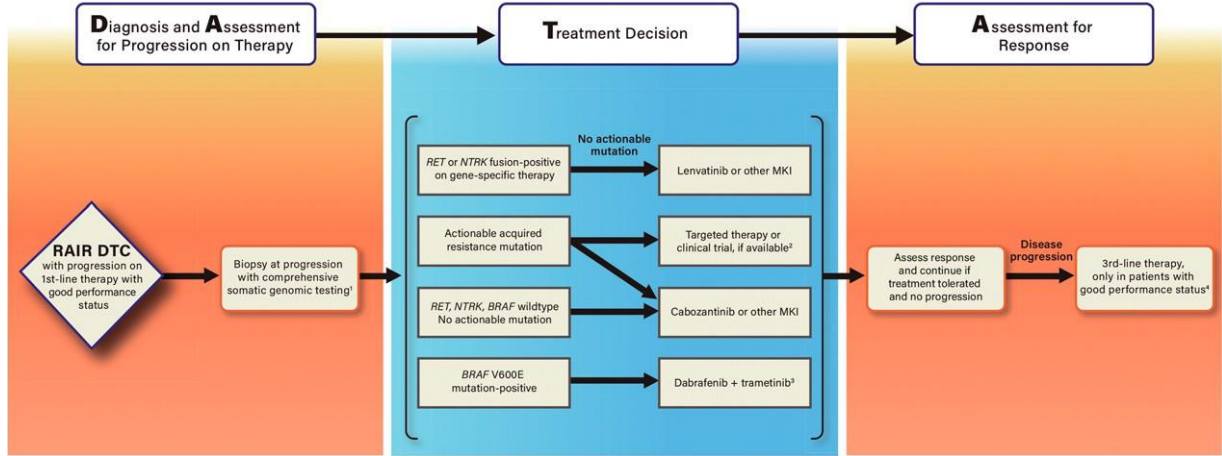 Diagnosis and Assessment
for Progression on Therapy
Treatment Decision
Assessment for
Response
RAIR DTC
with progression on
1st-line therapy with
good performance
status
Biopsy at progression
with comprehensive
somatic genomic testing¹
RET or NTRK fusion-positive
on gene-specific therapy
No actionable
mutation
Lenvatinib or other MKI
Actionable acquired
resistance mutation
Targeted therapy or
clinical trial, if available²
RET, NTRK, BRAF wildtype
No actionable mutation
Cabozantinib or other MKI
BRAF V600E
mutation-positive
Dabrafenib + trametinib³
Assess response
and continue if
treatment tolerated
and no progression
Disease
progression
3rd-line therapy,
only in patients with
good performance status⁴